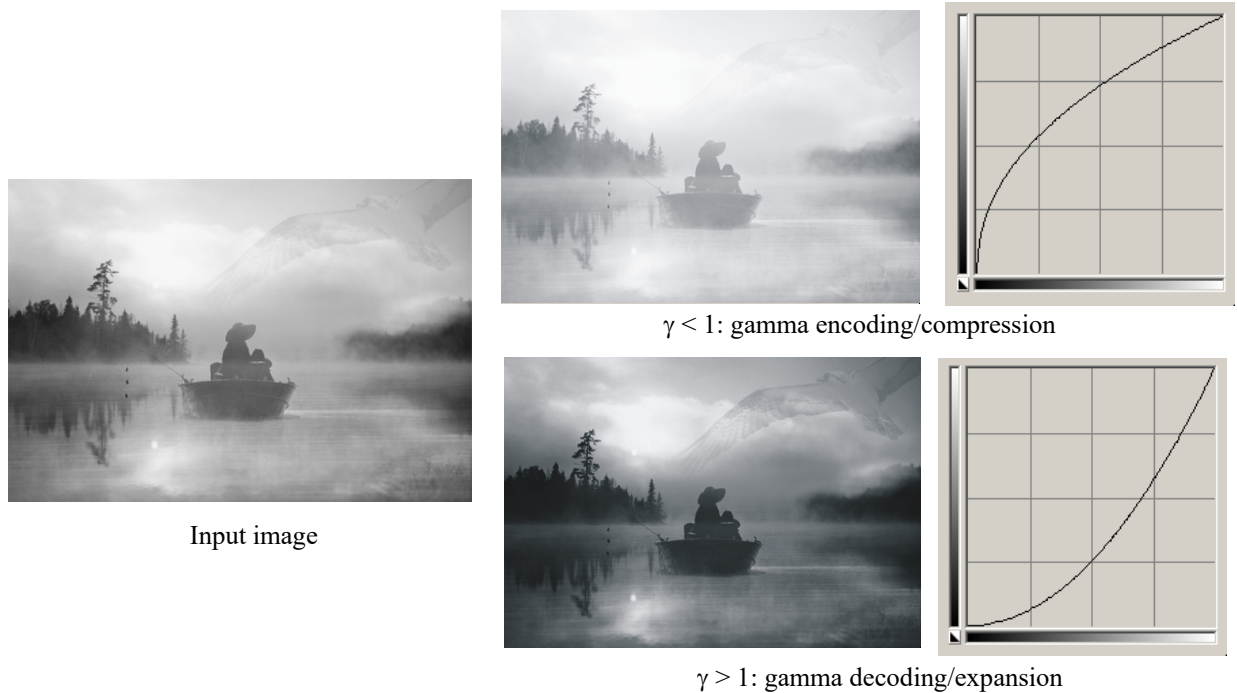 γ < 1: gamma encoding/compression
Input image
γ > 1: gamma decoding/expansion